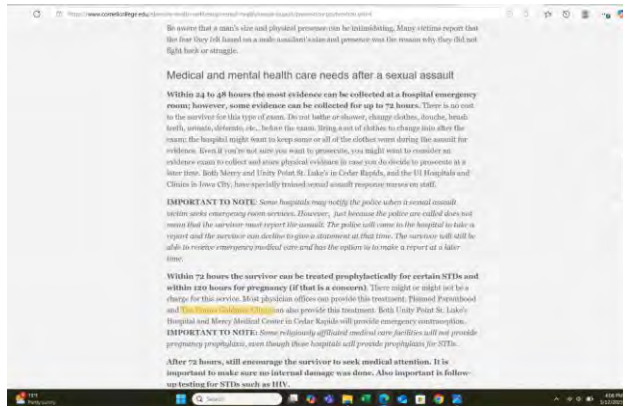 https://www.cornellcollege.edu/
Be aware that a man's size and physical presence can be intimidating. Many victims report that
the fear they felt based on a male assailant's size and presence was the reason why they did not
fight back or struggle.
Medical and mental health care needs after a sexual assault
Within 24 to 48 hours the most evidence can be collected at a hospital emergency
room; however, some evidence can be collected for up to 72 hours. There is no cost
to the survivor for this type of exam. Do not bathe or shower, change clothes, douche, brush
teeth, urinate, defecate, etc., before the exam. Bring a set of clothes to change into after the
exam; the hospital might want to keep some or all of the clothes worn during the assault for
evidence. Even if you're not sure you want to prosecute, you might want to consider an
evidence exam to collect and store physical evidence in case you do decide to prosecute at a
later time. Both Mercy and Unity Point St. Luke's in Cedar Rapids, and the UI Hospitals and
Clinics in Iowa City, have specially trained sexual assault response nurses on staff.
IMPORTANT TO NOTE: Some hospitals may notify the police when a sexual assault
victim seeks emergency room services. However, just because the police are called does not
mean that the survivor must report the assault. The police will come to the hospital to take a
report and the survivor can decline to give a statement at that time. The survivor will still be
able to receive emergency medical care and has the option to to make a report at a later
time.
Within 72 hours the survivor can be treated prophylactically for certain STDs and
within 120 hours for pregnancy (if that is a concern). There might or might not be a
charge for this service. Most physician offices can provide this treatment. Planned Parenthood
and The Emma Goldman Clinic can also provide this treatment. Both Unity Point St. Luke's
Hospital and Mercy Medical Center in Cedar Rapids will provide emergency contraception.
IMPORTANT TO NOTE: Some religiously affiliated medical care facilities will not provide
pregnancy prophylaxis, even though these hospitals will provide prophylaxis for STDs.
After 72 hours, still encourage the survivor to seek medical attention. It is
important to make sure no internal damage was done. Also important is follow-
up testing for STDs such as HIV.
Search